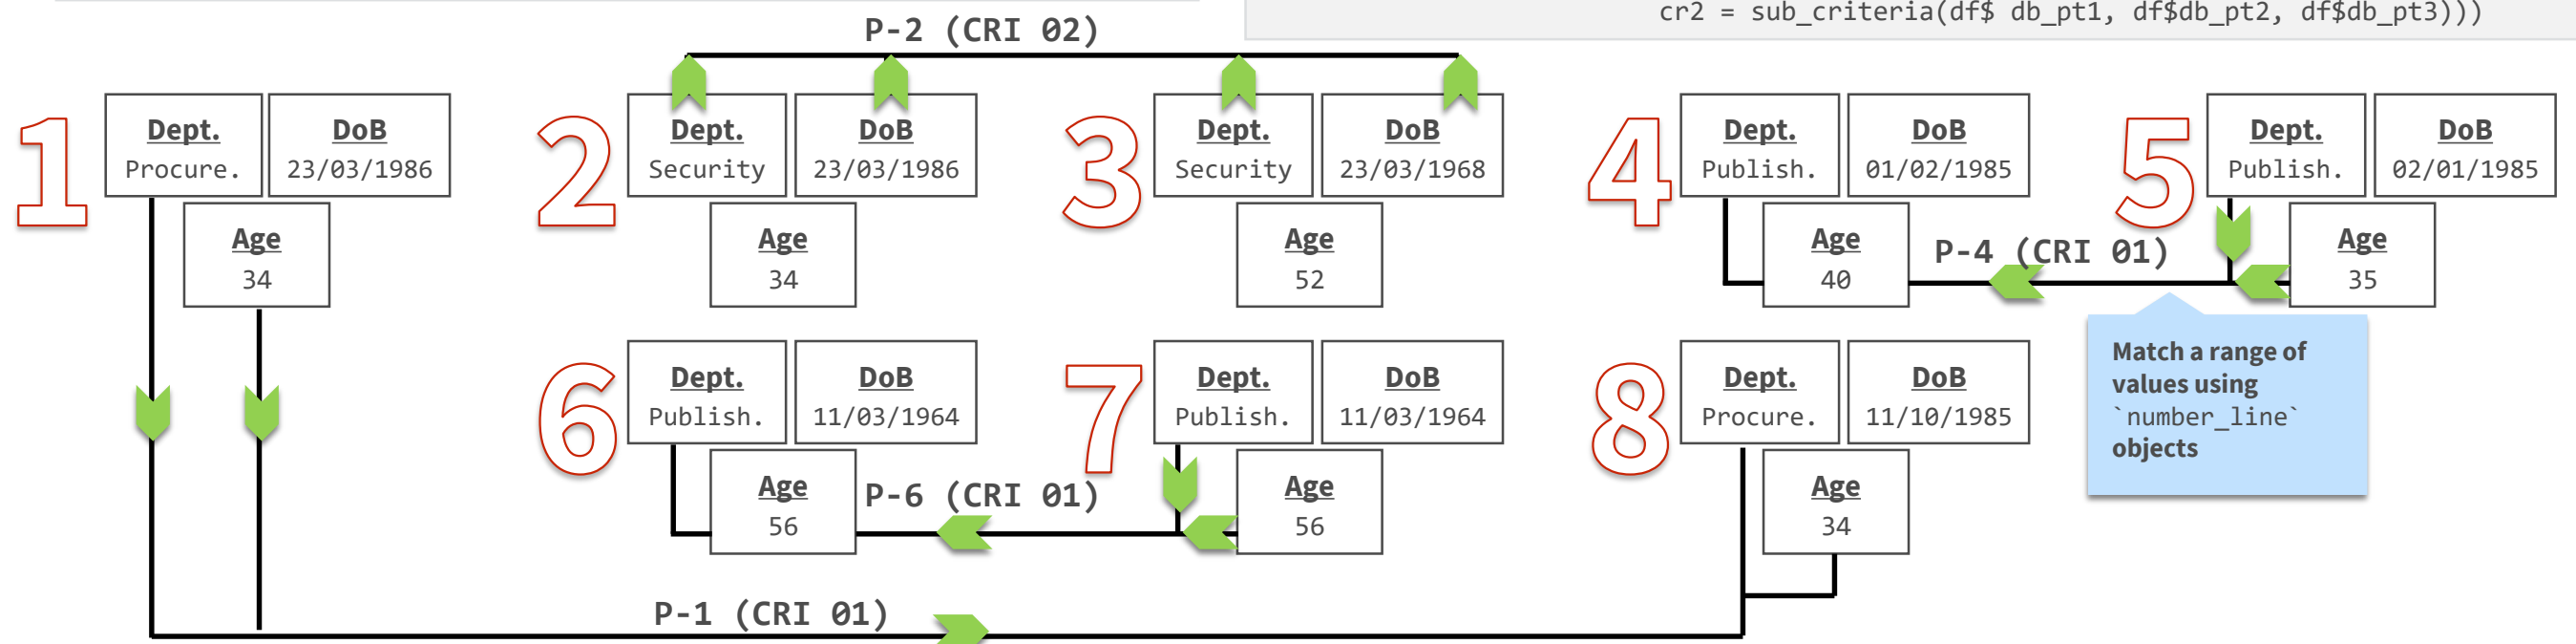 cr2 = sub_criteria(df$ db_pt1, df$db_pt2, df$db_pt3)))
P-2 (CRI 02)
1
Dept.
Procure.
DoB
23/03/1986
Age
34
2
Dept.
Security
DoB
23/03/1986
Age
34
3
Dept.
Security
DoB
23/03/1968
Age
52
4
Dept.
Publish.
DoB
01/02/1985
Age
40
P-4 (CRI 01)
5
Dept.
Publish.
DoB
02/01/1985
Age
35
Match a range of
values using
`number_line`
objects
6
Dept.
Publish.
DoB
11/03/1964
Age
56
P-6 (CRI 01)
7
Dept.
Publish.
DoB
11/03/1964
Age
56
8
Dept.
Procure.
DoB
11/10/1985
Age
34
P-1 (CRI 01)